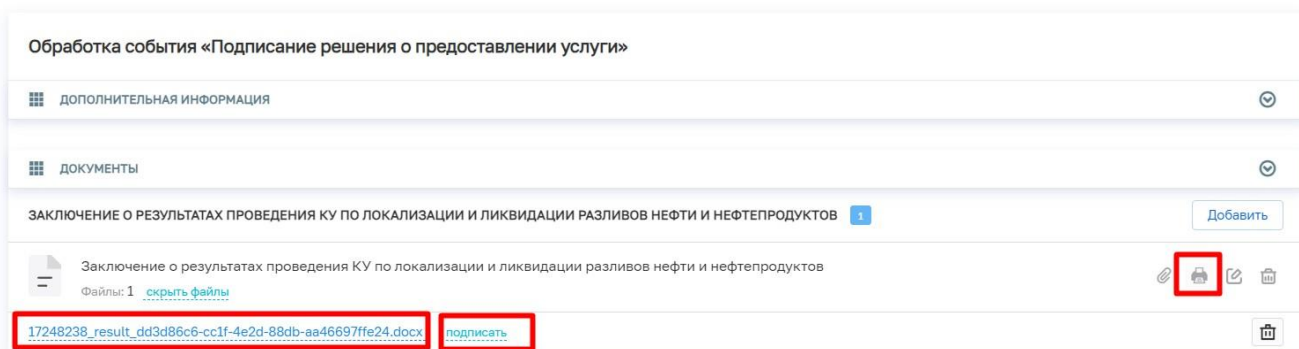 Обработка события «Подписание решения о предоставлении услуги»
ДОПОЛНИТЕЛЬНАЯ ИНФОРМАЦИЯ
ДОКУМЕНТЫ
ЗАКЛЮЧЕНИЕ О РЕЗУЛЬТАТАХ ПРОВЕДЕНИЯ КУ ПО ЛОКАЛИЗАЦИИ И ЛИКВИДАЦИИ РАЗЛИВОВ НЕФТИ И НЕФТЕПРОДУКТОВ 1 Добавить
Заключение о результатах проведения КУ по локализации и ликвидации разливов нефти и нефтепродуктов
Файлы: 1 скрыть файлы
17248238_result_dd3d86c6-cc1f-4e2d-88db-aa46697ffe24.docx подписать